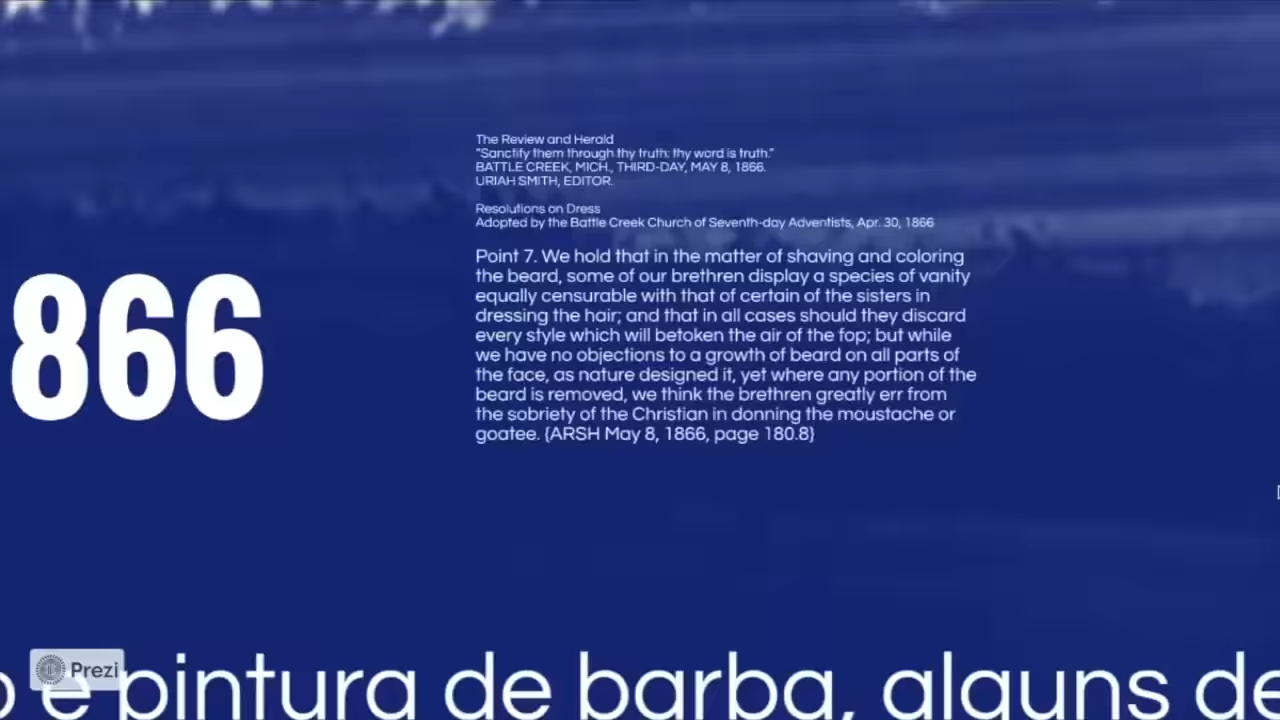 The Review and Herald
"Sanctify them through thy truth: thy word is truth."
BATTLE CREEK, MICH., THIRD-DAY, MAY 8, 1866.
URIAH SMITH, EDITOR.
Resolutions on Dress
Adopted by the Battle Creek Church of Seventh-day Adventists, Apr. 30, 1866
Point 7. We hold that in the matter of shaving and coloring
the beard, some of our brethren display a species of vanity
equally censurable with that of certain of the sisters in
dressing the hair; and that in all cases should they discard
every style which will betoken the air of the fop; but while
we have no objections to a growth of beard on all parts of
the face, as nature designed it, yet where any portion of the
beard is removed, we think the brethren greatly err from
the sobriety of the Christian in donning the moustache or
goatee. {ARSH May 8, 1866, page 180.8}
866
Prezi
o e pintura de barba, alguns de